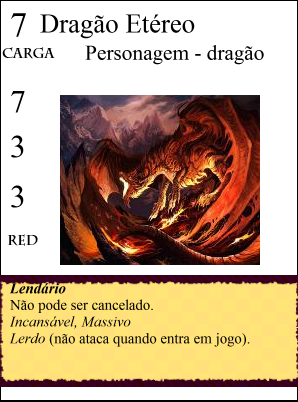 7 Dragão Etéreo
CARGA Personagem - dragão
7
3
3
RED
Lendário
Não pode ser cancelado.
Incansável, Massivo
Lerdo (não ataca quando entra em jogo).